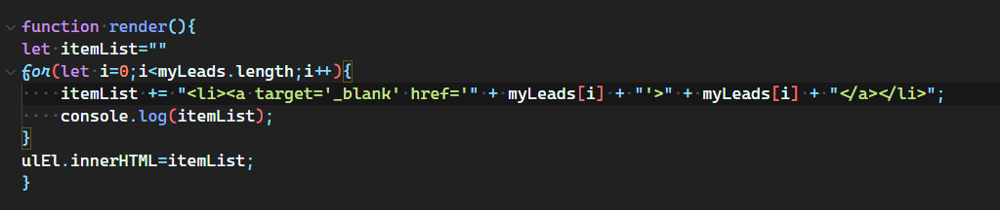 function render(){
let itemList=""
for(let i=0;i<myLeads.length;i++){
    itemList += "<li><a target='_blank' href='" + myLeads[i] + "'>" + myLeads[i] + "</a></li>";
    console.log(itemList);
}
ulEl.innerHTML=itemList;
}